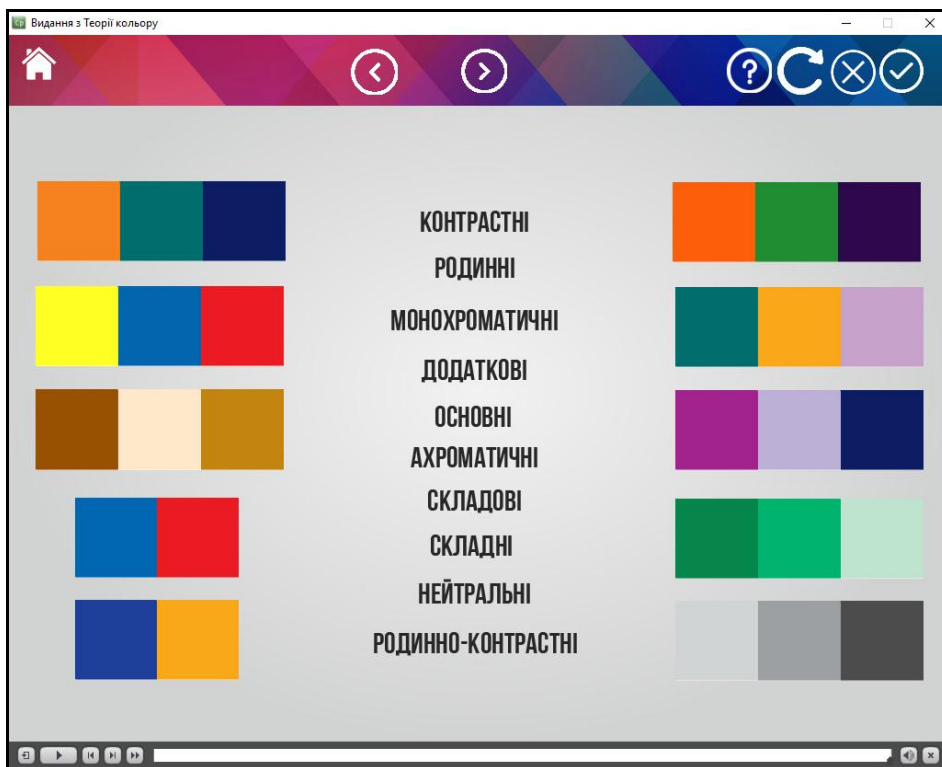 Видання з Теорії кольору
КОНТРАСТНІ
РОДИННІ
МОНОХРОМАТИЧНІ
ДОДАТКОВІ
ОСНОВНІ
АХРОМАТИЧНІ
СКЛАДОВІ
СКЛАДНІ
НЕЙТРАЛЬНІ
РОДИННО-КОНТРАСТНІ